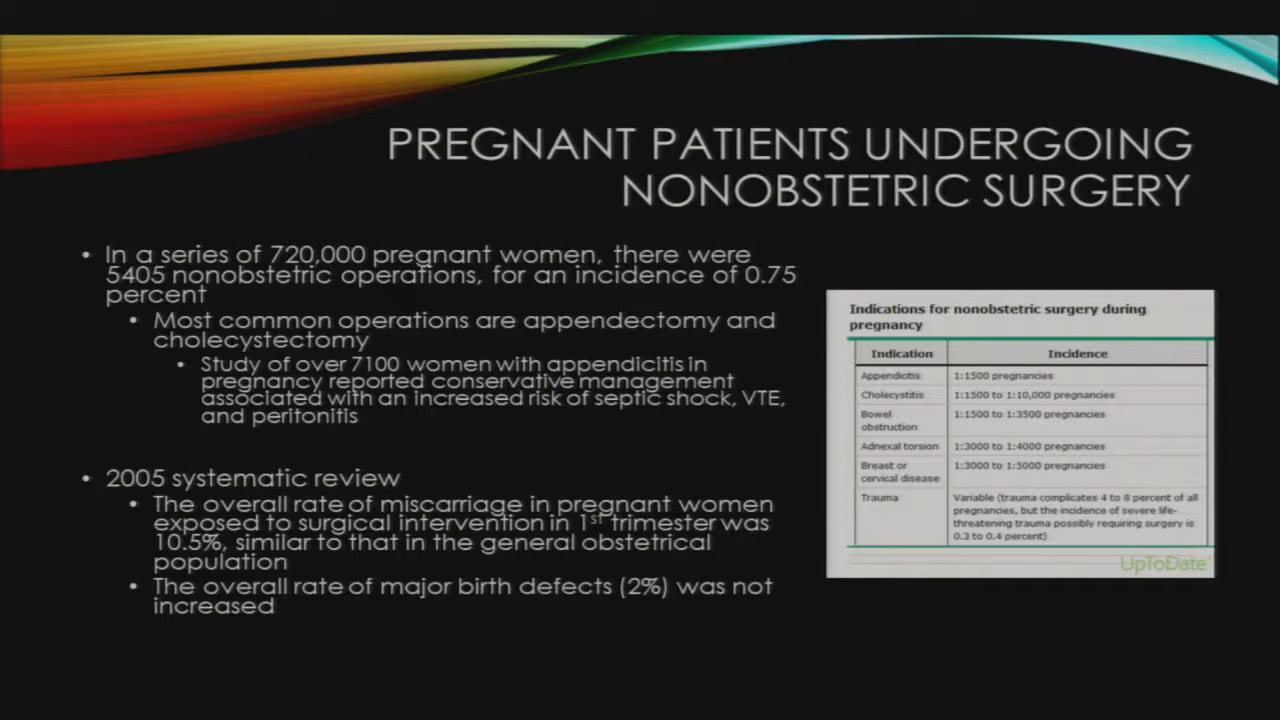 PREGNANT PATIENTS UNDERGOING
NONOBSTETRIC SURGERY
• In a series of 720,000 pregnant women, there were
5405 nonobstetric operations, for an incidence of 0.75
percent
• Most common operations are appendectomy and
cholecystectomy
• Study of over 7100 women with appendicitis in
pregnancy reported conservative management
associated with an increased risk of septic shock, VTE,
and peritonitis
• 2005 systematic review
• The overall rate of miscarriage in pregnant women
exposed to surgical intervention in 1st trimester was
10.5%, similar to that in the general obstetrical
population
• The overall rate of major birth defects (2%) was not
increased
Indications for nonobstetric surgery during
pregnancy
Indication Incidence
Appendicitis 1:1500 pregnancies
Cholecystitis 1:1500 to 1:10,000 pregnancies
Bowel 1:1500 to 1:3500 pregnancies
obstruction
Adnexal torsion 1:3000 to 1:4000 pregnancies
Breast or 1:3000 to 1:5000 pregnancies
cervical disease
Trauma Variable (trauma complicates 4 to 8 percent of all
pregnancies, but the incidence of severe life-
threatening trauma possibly requiring surgery is
0.3 to 0.4 percent)
UpToDate